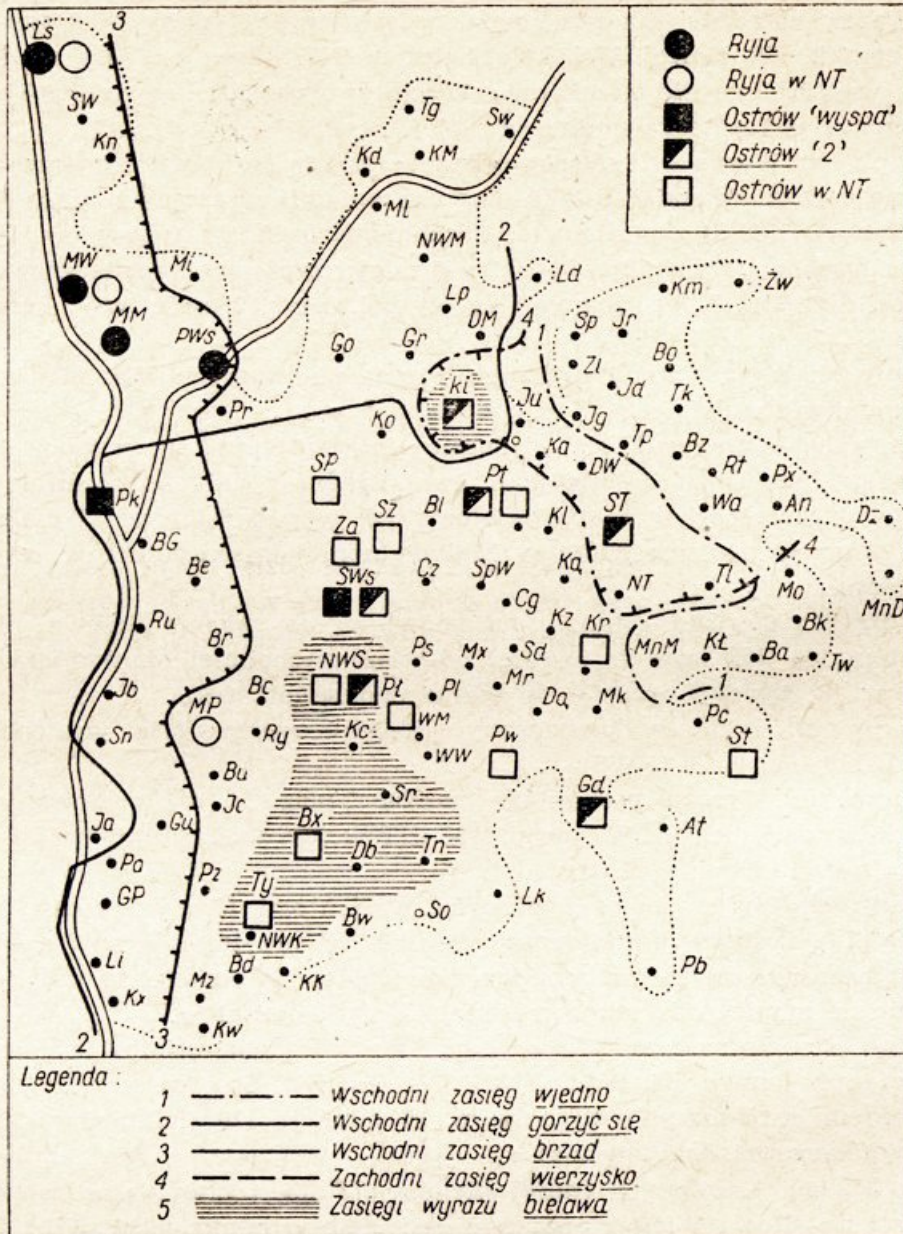 Ryja
Ryja w NT
Ostrów 'wyspa'
Ostrów '2'
Ostrów w NT
Ls
3
SW
Kn
Tg
Sw
Kd
KM
Mł
NWM
2
MW
MM
Mi
PWs
Pr
Lp
DM
4
Ld
1
Go
Gr
Km
Żw
Sp
Jr
Zl
Bo
Jd
Tk
ki
Ju
Jg
Ko
Ka
DW
Tp
Bz
Rt
Px
Wa
An
SP
Pt
Pk
Sz
Bl
Kl
ST
BG
Za
Be
SWs
Cz
SpW
Cg
Ka
NT
Tl
4
Mo
MnD
Ru
Br
Kz
Kr
Bk
NWS
Ps
Mx
Sd
MnM
KŁ
Ba
Tw
Jb
MP
Bc
Pł
Pl
Mr
Da
Mk
1
Pc
Sn
Ry
Kc
WM
WW
Pw
St
Bu
Jc
Sr
Gd
Ja
Gu
Bx
At
Pa
Pz
Db
Tn
GP
Ty
Lk
NWK
Bw
So
Li
Bd
KK
Pb
Kx
Mz
2
3
Kw
Legenda :
1 Wschodni zasięg wjedno
2 Wschodni zasięg gorzyć się
3 Wschodni zasięg brzad
4 Zachodni zasięg wierzysko
5 Zasięgi wyrazu bielawa